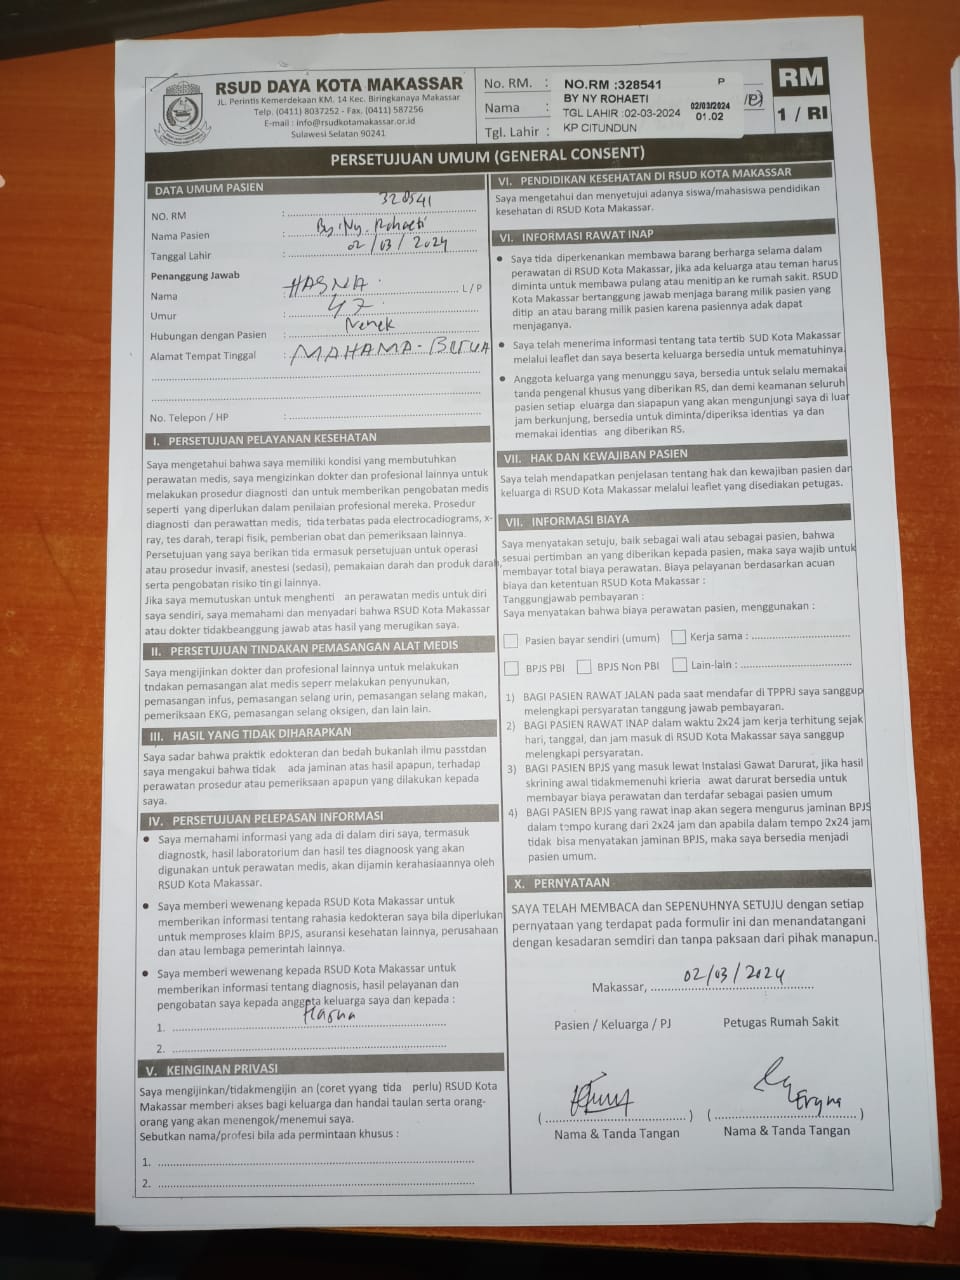 RSUD DAYA KOTA MAKASSAR
JL. Perintis Kemerdekaan KM. 14 Kec. Biringkanaya Makassar
Telp. (0411) 8037252 - Fax. (0411) 587256
E-mail : info@rsudkotamakassar.or.id
Sulawesi Selatan 90241
No. RM. :
Nama :
Tgl. Lahir :
NO.RM :328541 P
BY NY ROHAETI
TGL LAHIR :02-03-2024
KP CITUNDUN
02/03/2024
01.02
RM
1 / RI
PERSETUJUAN UMUM (GENERAL CONSENT)
DATA UMUM PASIEN
NO. RM : 328541
Nama Pasien : By. Ny. Rohaeti
Tanggal Lahir : 02/03/2024
Penanggung Jawab
Nama : HASNA L/P
Umur : 47
Hubungan dengan Pasien : Nenek
Alamat Tempat Tinggal : MAHAMA -
No. Telepon / HP :
I. PERSETUJUAN PELAYANAN KESEHATAN
Saya mengetahui bahwa saya memiliki kondisi yang membutuhkan
perawatan medis, saya mengizinkan dokter dan profesional lainnya untuk
melakukan prosedur diagnosti dan untuk memberikan pengobatan medis
seperti yang diperlukan dalam penilaian profesional mereka. Prosedur
diagnosti dan perawattan medis, tida terbatas pada electrocadiograms, x-
ray, tes darah, terapi fisik, pemberian obat dan pemeriksaan lainnya.
Persetujuan yang saya berikan tida ermasuk persetujuan untuk operasi
atau prosedur invasif, anestesi (sedasi), pemakaian darah dan produk darah,
serta pengobatan risiko tin gi lainnya.
Jika saya memutuskan untuk menghenti an perawatan medis untuk diri
saya sendiri, saya memahami dan menyadari bahwa RSUD Kota Makassar
atau dokter tidakbeanggung jawab atas hasil yang merugikan saya.
II. PERSETUJUAN TINDAKAN PEMASANGAN ALAT MEDIS
Saya mengijinkan dokter dan profesional lainnya untuk melakukan
tndakan pemasangan alat medis seperr melakukan penyunukan,
pemasangan infus, pemasangan selang urin, pemasangan selang makan,
pemeriksaan EKG, pemasangan selang oksigen, dan lain lain.
III. HASIL YANG TIDAK DIHARAPKAN
Saya sadar bahwa praktik edokteran dan bedah bukanlah ilmu passtdan
saya mengakui bahwa tidak ada jaminan atas hasil apapun, terhadap
perawatan prosedur atau pemeriksaan apapun yang dilakukan kepada
saya.
IV. PERSETUJUAN PELEPASAN INFORMASI
• Saya memahami informasi yang ada di dalam diri saya, termasuk
diagnostk, hasil laboratorium dan hasil tes diagnoosk yang akan
digunakan untuk perawatan medis, akan dijamin kerahasiaannya oleh
RSUD Kota Makassar.
• Saya memberi wewenang kepada RSUD Kota Makassar untuk
memberikan informasi tentang rahasia kedokteran saya bila diperlukan
untuk memproses klaim BPJS, asuransi kesehatan lainnya, perusahaan
dan atau lembaga pemerintah lainnya.
• Saya memberi wewenang kepada RSUD Kota Makassar untuk
memberikan informasi tentang diagnosis, hasil pelayanan dan
pengobatan saya kepada anggota keluarga saya dan kepada :
1. Hasna
2.
V. KEINGINAN PRIVASI
Saya mengijinkan/tidakmengijin an (coret yyang tida perlu) RSUD Kota
Makassar memberi akses bagi keluarga dan handai taulan serta orang-
orang yang akan menengok/menemui saya.
Sebutkan nama/profesi bila ada permintaan khusus :
1.
2.
VI. PENDIDIKAN KESEHATAN DI RSUD KOTA MAKASSAR
Saya mengetahui dan menyetujui adanya siswa/mahasiswa pendidikan
kesehatan di RSUD Kota Makassar.
VI. INFORMASI RAWAT INAP
• Saya tida diperkenankan membawa barang berharga selama dalam
perawatan di RSUD Kota Makassar, jika ada keluarga atau teman harus
diminta untuk membawa pulang atau menitip an ke rumah sakit. RSUD
Kota Makassar bertanggung jawab menjaga barang milik pasien yang
ditip an atau barang milik pasien karena pasiennya adak dapat
menjaganya.
• Saya telah menerima informasi tentang tata tertib SUD Kota Makassar
melalui leaflet dan saya beserta keluarga bersedia untuk mematuhinya.
• Anggota keluarga yang menunggu saya, bersedia untuk selalu memakai
tanda pengenal khusus yang diberikan RS, dan demi keamanan seluruh
pasien setiap eluarga dan siapapun yang akan mengunjungi saya di luar
jam berkunjung, bersedia untuk diminta/diperiksa identias ya dan
memakai identias ang diberikan RS.
VII. HAK DAN KEWAJIBAN PASIEN
Saya telah mendapatkan penjelasan tentang hak dan kewajiban pasien dan
keluarga di RSUD Kota Makassar melalui leaflet yang disediakan petugas.
VII. INFORMASI BIAYA
Saya menyatakan setuju, baik sebagai wali atau sebagai pasien, bahwa
sesuai pertimban an yang diberikan kepada pasien, maka saya wajib untuk
membayar total biaya perawatan. Biaya pelayanan berdasarkan acuan
biaya dan ketentuan RSUD Kota Makassar :
Tanggungjawab pembayaran :
Saya menyatakan bahwa biaya perawatan pasien, menggunakan :
Pasien bayar sendiri (umum) Kerja sama :
BPJS PBI BPJS Non PBI Lain-lain :
1) BAGI PASIEN RAWAT JALAN pada saat mendafar di TPPRJ saya sanggup
melengkapi persyaratan tanggung jawab pembayaran.
2) BAGI PASIEN RAWAT INAP dalam waktu 2x24 jam kerja terhitung sejak
hari, tanggal, dan jam masuk di RSUD Kota Makassar saya sanggup
melengkapi persyaratan.
3) BAGI PASIEN BPJS yang masuk lewat Instalasi Gawat Darurat, jika hasil
skrining awal tidakmemenuhi krieria awat darurat bersedia untuk
membayar biaya perawatan dan terdafar sebagai pasien umum
4) BAGI PASIEN BPJS yang rawat inap akan segera mengurus jaminan BPJS
dalam tempo kurang dari 2x24 jam dan apabila dalam tempo 2x24 jam
tidak bisa menyatakan jaminan BPJS, maka saya bersedia menjadi
pasien umum.
X. PERNYATAAN
SAYA TELAH MEMBACA dan SEPENUHNYA SETUJU dengan setiap
pernyataan yang terdapat pada formulir ini dan menandatangani
dengan kesadaran semdiri dan tanpa paksaan dari pihak manapun.
Makassar, 02/03/2024
Pasien / Keluarga / PJ Petugas Rumah Sakit
Nama & Tanda Tangan Nama & Tanda Tangan